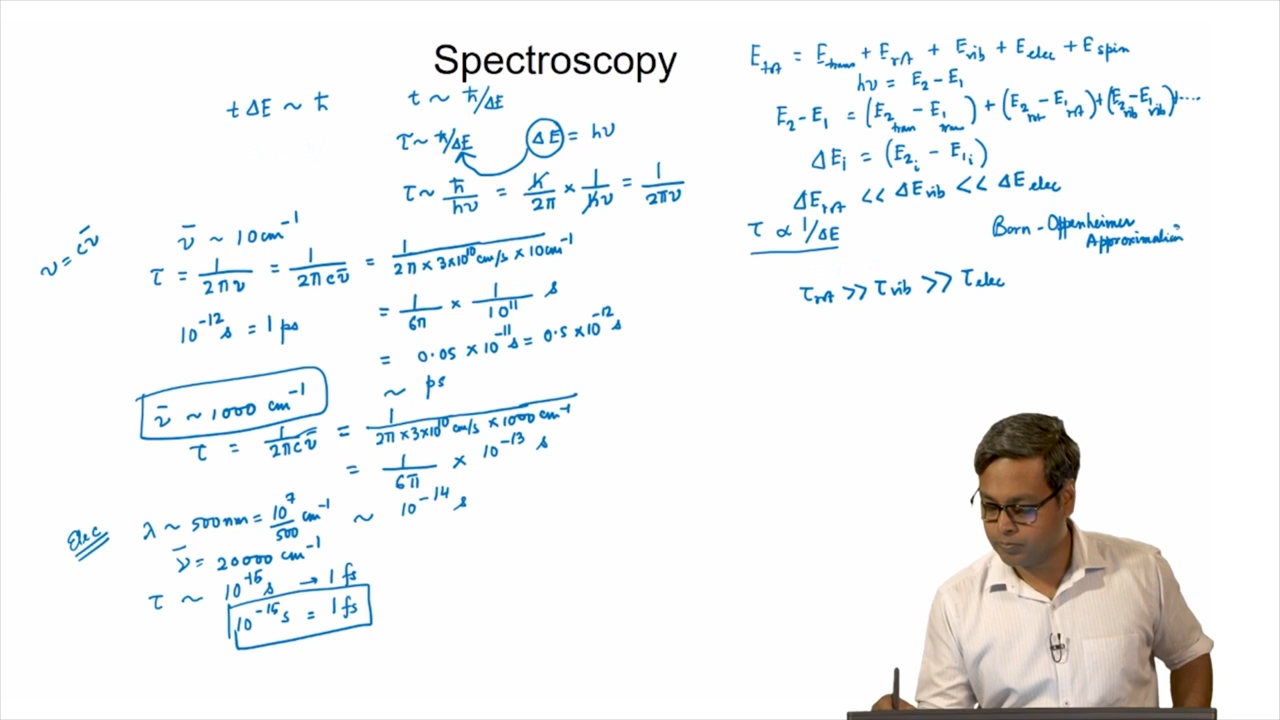 Spectroscopy
t ΔE ~ ħ
t ~ ħ/ΔE
τ ~ ħ/ΔE ΔE = hν
τ ~ ħ/hν = h/2π × 1/hν = 1/2πν
ν = cν̄
ν̄ ~ 10 cm⁻¹
τ = 1/2πν = 1/2πcν̄ = 1/2π × 3×10¹⁰ cm/s × 10 cm⁻¹
10⁻¹² s = 1 ps
= 1/6π × 1/10¹¹ s
= 0.05 × 10⁻¹¹ s = 0.5 × 10⁻¹² s
~ ps
ν̄ ~ 1000 cm⁻¹
τ = 1/2πcν̄ = 1/2π × 3×10¹⁰ cm/s × 1000 cm⁻¹
= 1/6π × 10⁻¹³ s
~ 10⁻¹⁴ s
Elec λ ~ 500 nm = 10⁷/500 cm⁻¹
ν̄ = 20000 cm⁻¹
τ ~ 10⁻¹⁵ s → 1 fs
10⁻¹⁵ s = 1 fs
E_tot = E_trans + E_rot + E_vib + E_elec + E_spin
hν = E₂ - E₁
E₂ - E₁ = (E₂trans - E₁trans) + (E₂rot - E₁rot) + (E₂vib - E₁vib) + ....
ΔEᵢ = (E₂ᵢ - E₁ᵢ)
ΔE_rot << ΔE_vib << ΔE_elec
τ ∝ 1/ΔE
Born-Oppenheimer
Approximation
τ_rot >> τ_vib >> τ_elec